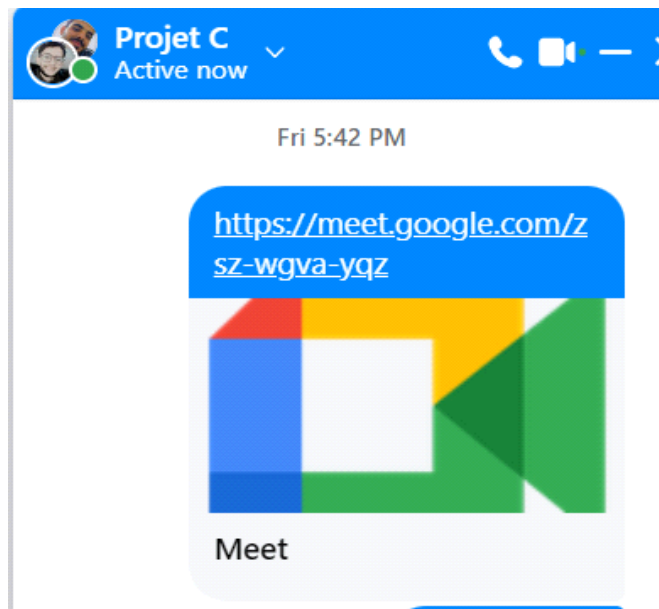 Projet C
Active now
Fri 5:42 PM
https://meet.google.com/z
sz-wgva-yqz
Meet